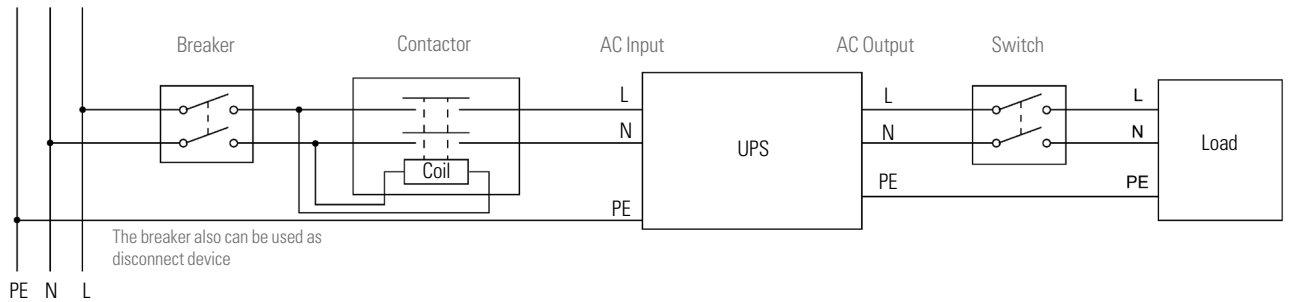 Breaker
Contactor
AC Input
AC Output
Switch
L
L
L
N
N
N
UPS
Load
Coil
PE
PE
PE
The breaker also can be used as
disconnect device
PE N L